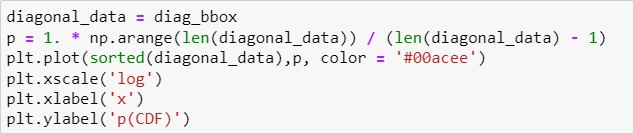 diagonal_data = diag_bbox
p = 1. * np.arange(len(diagonal_data)) / (len(diagonal_data) - 1)
plt.plot(sorted(diagonal_data),p, color = '#00acee')
plt.xscale('log')
plt.xlabel('x')
plt.ylabel('p(CDF)')